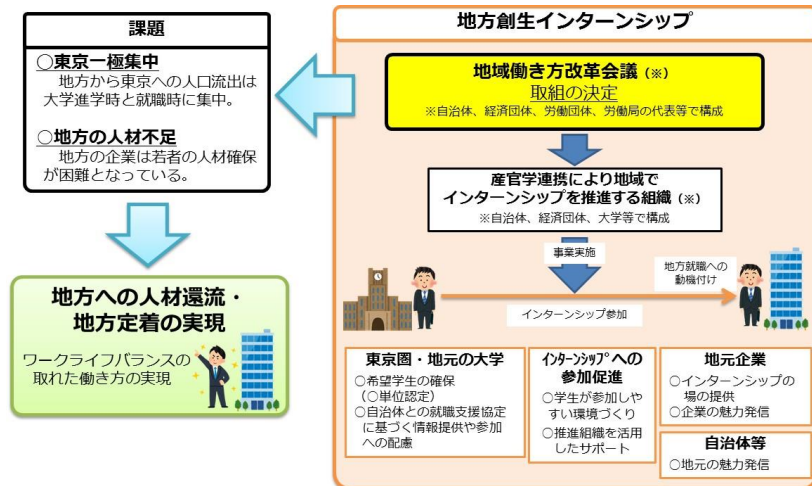 課題
○東京一極集中
地方から東京への人口流出は
大学進学時と就職時に集中。
○地方の人材不足
地方の企業は若者の人材確保
が困難となっている。
地方への人材還流・
地方定着の実現
ワークライフバランスの
取れた働き方の実現
地方創生インターンシップ
地域働き方改革会議(※)
取組の決定
※自治体、経済団体、労働団体、労働局の代表等で構成
産官学連携により地域で
インターンシップを推進する組織(※)
※自治体、経済団体、大学等で構成
事業実施
地方就職への
動機付け
インターンシップ参加
東京圏・地元の大学
○希望学生の確保
(○単位認定)
○自治体との就職支援協定
に基づく情報提供や参加
への配慮
インターンシップへの
参加促進
○学生が参加しや
すい環境づくり
○推進組織を活用
したサポート
地元企業
○インターンシップの
場の提供
○企業の魅力発信
自治体等
○地元の魅力発信